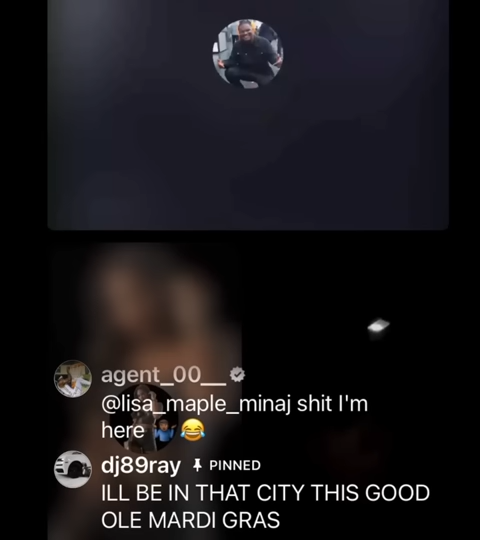 agent_00__
@lisa_maple_minaj shit I'm
here 🤷🏿‍♂️😂
dj89ray PINNED
ILL BE IN THAT CITY THIS GOOD
OLE MARDI GRAS